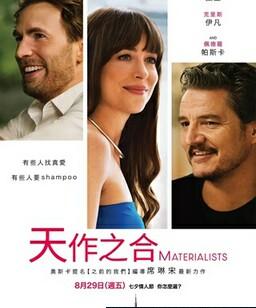 克里斯
伊凡
AND
佩德羅
帕斯卡
有些人找真愛
有些人要shampoo
天作之合 MATERIALISTS
奧斯卡提名【之前的我們】編導 席琳宋 最新力作
8月29日(週五) 七夕情人節 你怎麼選?